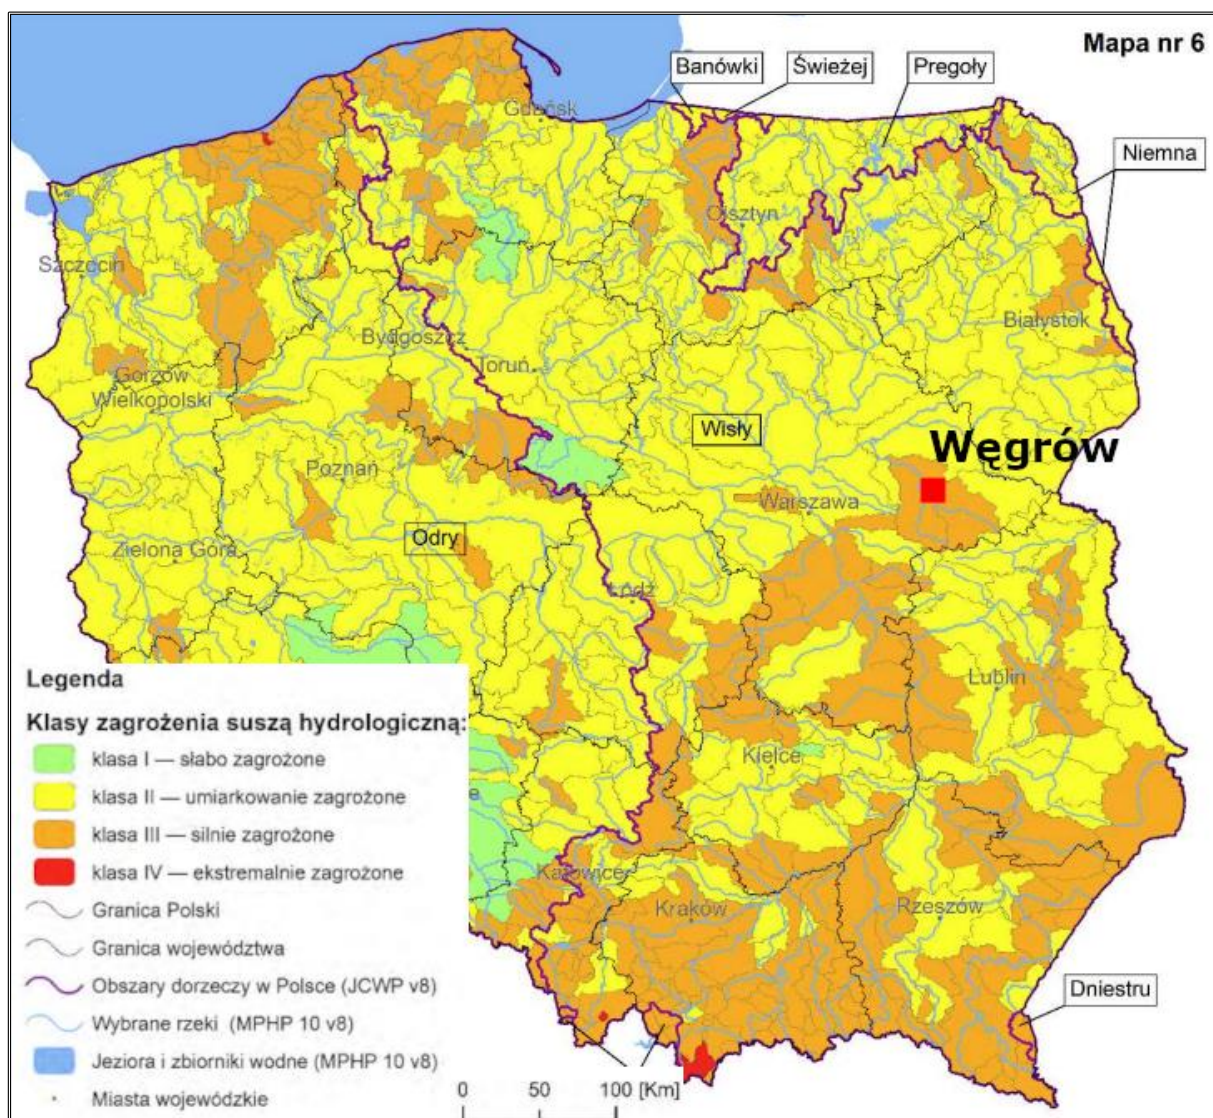 Mapa nr 6
Banówki
Świeżej
Pregoły
Niemna
Gdańsk
Olsztyn
Szczecin
Białystok
Bydgoszcz
Toruń
Gorzów
Wielkopolski
Wisły
Węgrów
Poznań
Warszawa
Odry
Zielona Góra
Łódź
Lublin
Kielce
Katowice
Kraków
Rzeszów
Dniestru
Legenda
Klasy zagrożenia suszą hydrologiczną:
klasa I — słabo zagrożone
klasa II — umiarkowanie zagrożone
klasa III — silnie zagrożone
klasa IV — ekstremalnie zagrożone
Granica Polski
Granica województwa
Obszary dorzeczy w Polsce (JCWP v8)
Wybrane rzeki (MPHP 10 v8)
Jeziora i zbiorniki wodne (MPHP 10 v8)
Miasta wojewódzkie
0 50 100 [Km]